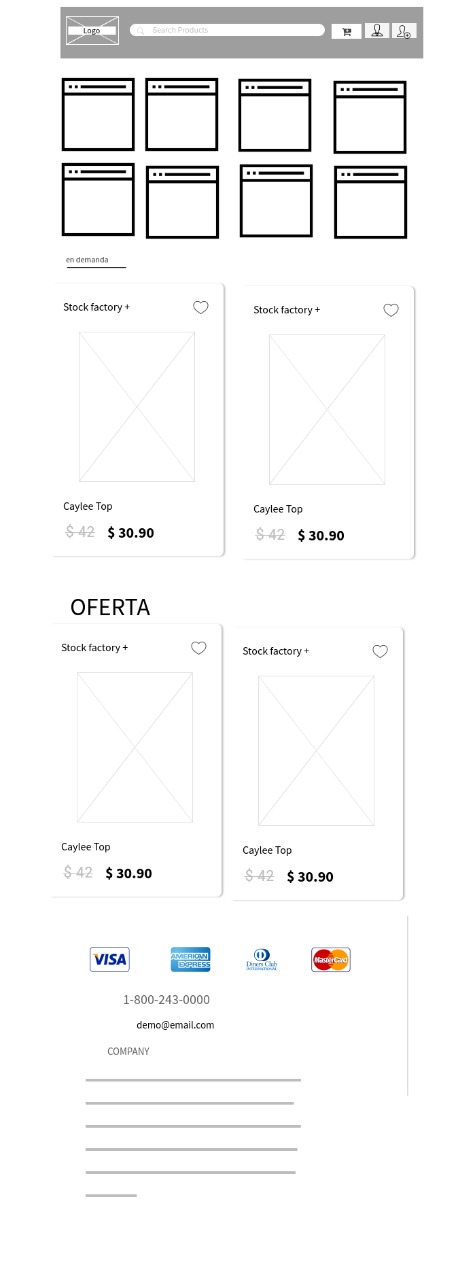 Logo
Search Products
en demanda
Stock factory +
Stock factory +
Caylee Top
$ 42 $ 30.90
Caylee Top
$ 42 $ 30.90
OFERTA
Stock factory +
Stock factory +
Caylee Top
$ 42 $ 30.90
Caylee Top
$ 42 $ 30.90
VISA
AMERICAN EXPRESS
Diners Club INTERNATIONAL
MasterCard
1-800-243-0000
demo@email.com
COMPANY